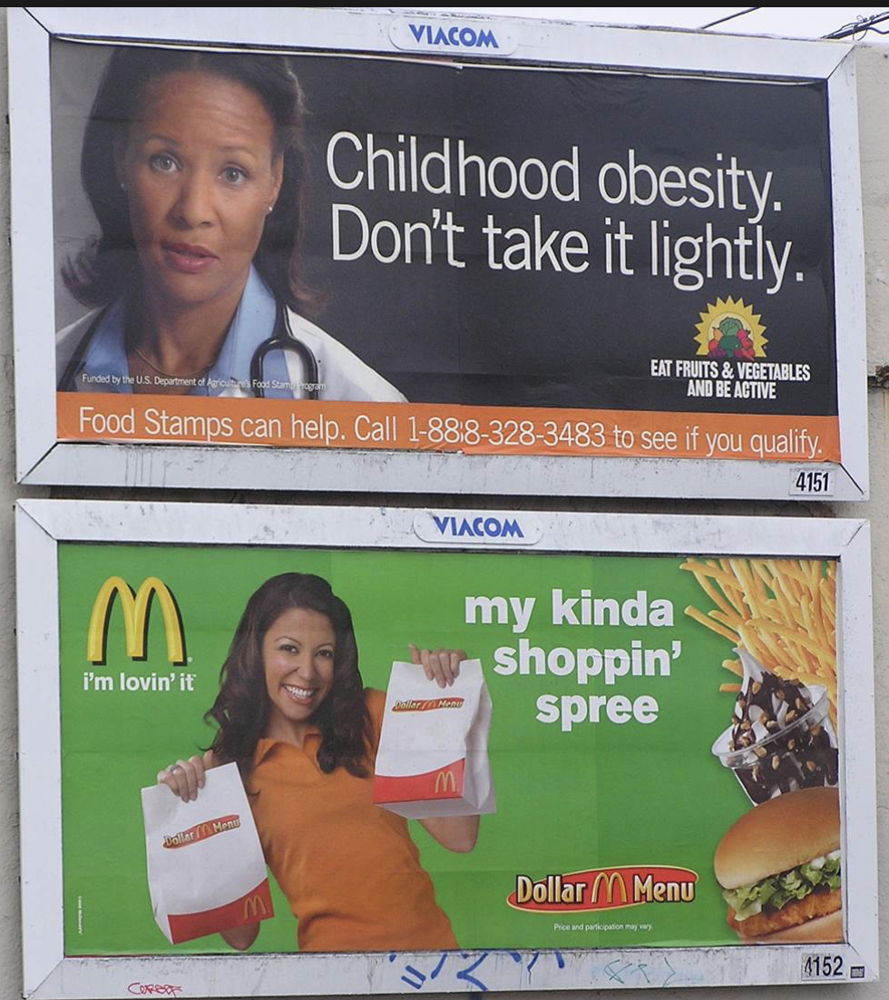 VIACOM
Childhood obesity.
Don't take it lightly.
EAT FRUITS & VEGETABLES
AND BE ACTIVE
Funded by the U.S. Department of Agriculture's Food Stamp Program
Food Stamps can help. Call 1-888-328-3483 to see if you qualify.
4151
VIACOM
i'm lovin' it
my kinda
shoppin'
spree
Dollar Menu
Dollar Menu
Dollar Menu
Price and participation may vary.
4152